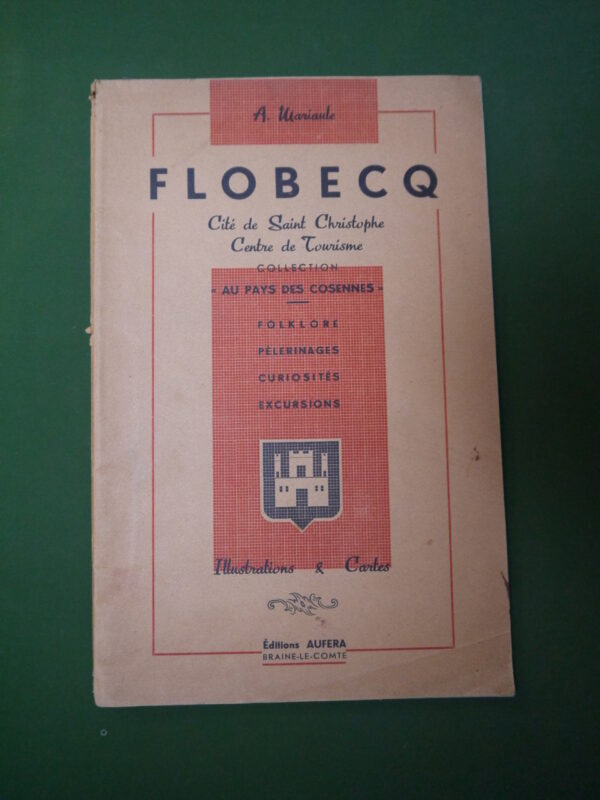 A. Mariaule
FLOBECQ
Cité de Saint Christophe
Centre de Tourisme
COLLECTION
« AU PAYS DES COSENNES »
FOLKLORE
PÈLERINAGES
CURIOSITÉS
EXCURSIONS
Illustrations & Cartes
Éditions AUFERA
BRAINE-LE-COMTE